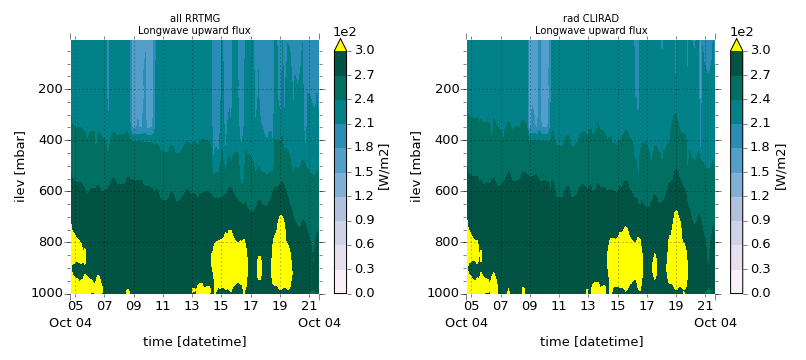 all RRTMG
Longwave upward flux
1e2
ilev [mbar]
200
400
600
800
1000
05 07 09 11 13 15 17 19 21
Oct 04 Oct 04
time [datetime]
3.0
2.7
2.4
2.1
1.8
1.5
1.2
0.9
0.6
0.3
0.0
[W/m2]
rad CLIRAD
Longwave upward flux
1e2
ilev [mbar]
200
400
600
800
1000
05 07 09 11 13 15 17 19 21
Oct 04 Oct 04
time [datetime]
3.0
2.7
2.4
2.1
1.8
1.5
1.2
0.9
0.6
0.3
0.0
[W/m2]